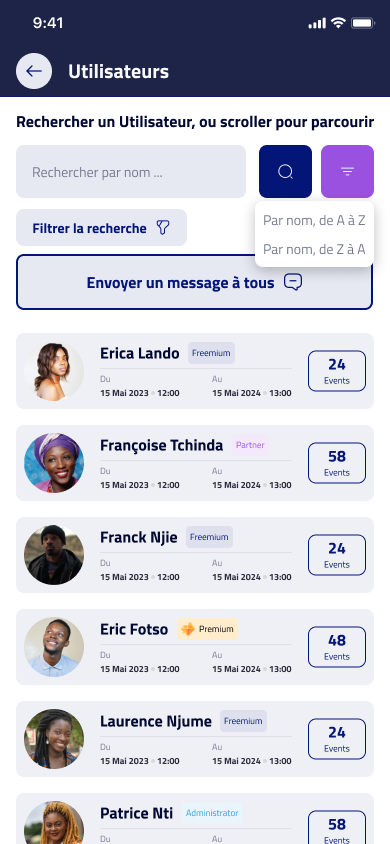 9:41
Utilisateurs
Rechercher un Utilisateur, ou scroller pour parcourir
Rechercher par nom ...
Par nom, de A à Z
Par nom, de Z à A
Filtrer la recherche
Envoyer un message à tous
Erica Lando Freemium
Du Au
15 Mai 2023 - 12:00 15 Mai 2024 - 13:00
24
Events
Françoise Tchinda Partner
Du Au
15 Mai 2023 - 12:00 15 Mai 2024 - 13:00
58
Events
Franck Njie Freemium
Du Au
15 Mai 2023 - 12:00 15 Mai 2024 - 13:00
24
Events
Eric Fotso Premium
Du Au
15 Mai 2023 - 12:00 15 Mai 2024 - 13:00
48
Events
Laurence Njume Freemium
Du Au
15 Mai 2023 - 12:00 15 Mai 2024 - 13:00
24
Events
Patrice Nti Administrator
Du Au
58
Events